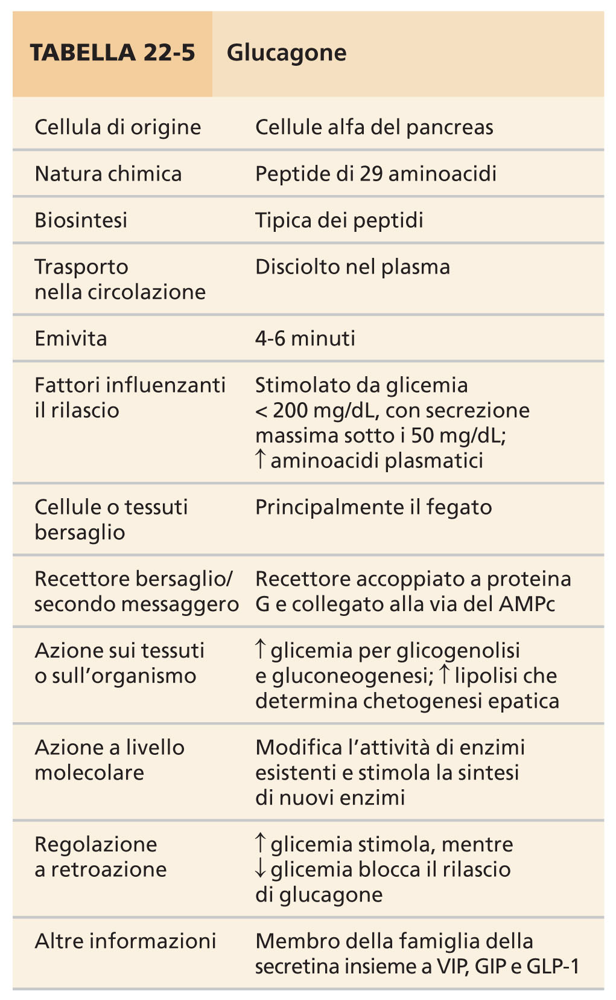 TABELLA 22-5 Glucagone
Cellula di origine Cellule alfa del pancreas
Natura chimica Peptide di 29 aminoacidi
Biosintesi Tipica dei peptidi
Trasporto Disciolto nel plasma
nella circolazione
Emivita 4-6 minuti
Fattori influenzanti Stimolato da glicemia
il rilascio < 200 mg/dL, con secrezione
massima sotto i 50 mg/dL;
↑ aminoacidi plasmatici
Cellule o tessuti Principalmente il fegato
bersaglio
Recettore bersaglio/ Recettore accoppiato a proteina
secondo messaggero G e collegato alla via del AMPc
Azione sui tessuti ↑ glicemia per glicogenolisi
o sull’organismo e gluconeogenesi; ↑ lipolisi che
determina chetogenesi epatica
Azione a livello Modifica l’attività di enzimi
molecolare esistenti e stimola la sintesi
di nuovi enzimi
Regolazione ↑ glicemia stimola, mentre
a retroazione ↓ glicemia blocca il rilascio
di glucagone
Altre informazioni Membro della famiglia della
secretina insieme a VIP, GIP e GLP-1